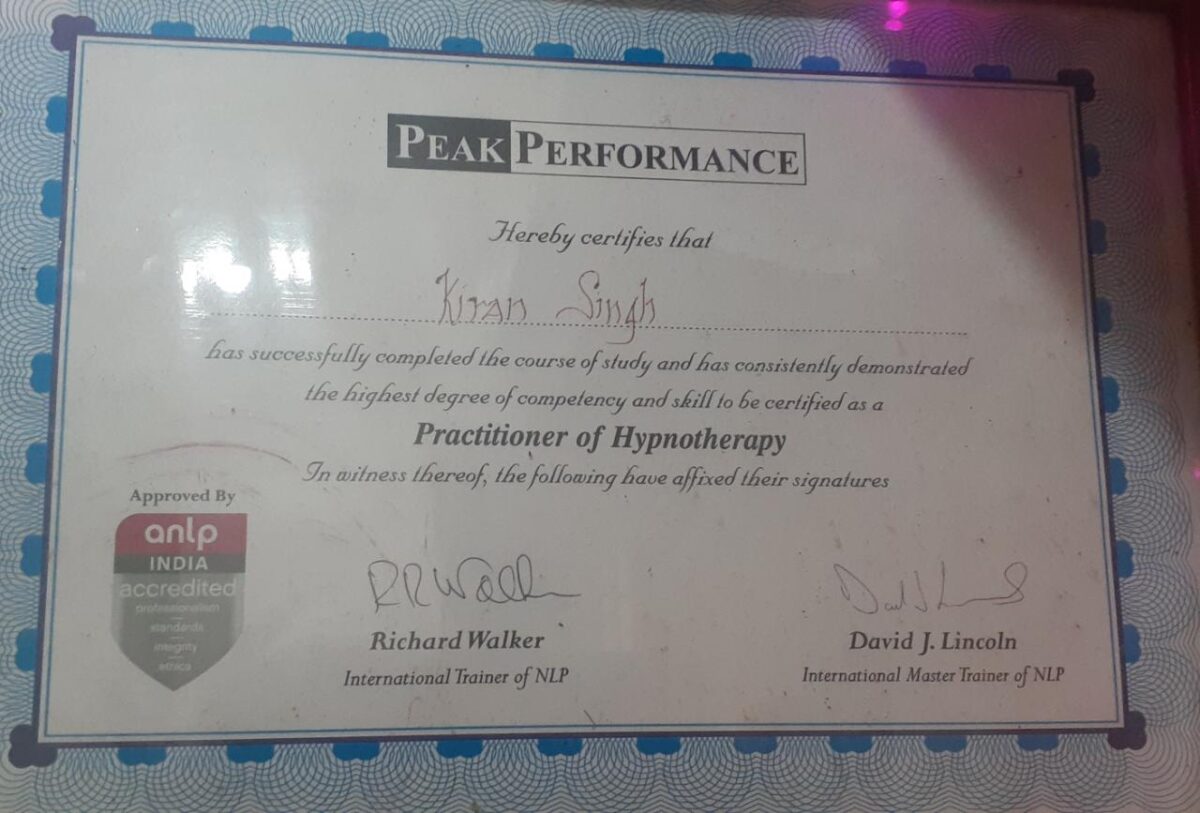 PEAK PERFORMANCE
Hereby certifies that
Kiran Singh
has successfully completed the course of study and has consistently demonstrated
the highest degree of competency and skill to be certified as a
Practitioner of Hypnotherapy
In witness thereof, the following have affixed their signatures
Approved By
anlp
INDIA
accredited
professionalism
standards
integrity
ethics
RRWalk
Richard Walker
International Trainer of NLP
David J. Lincoln
International Master Trainer of NLP